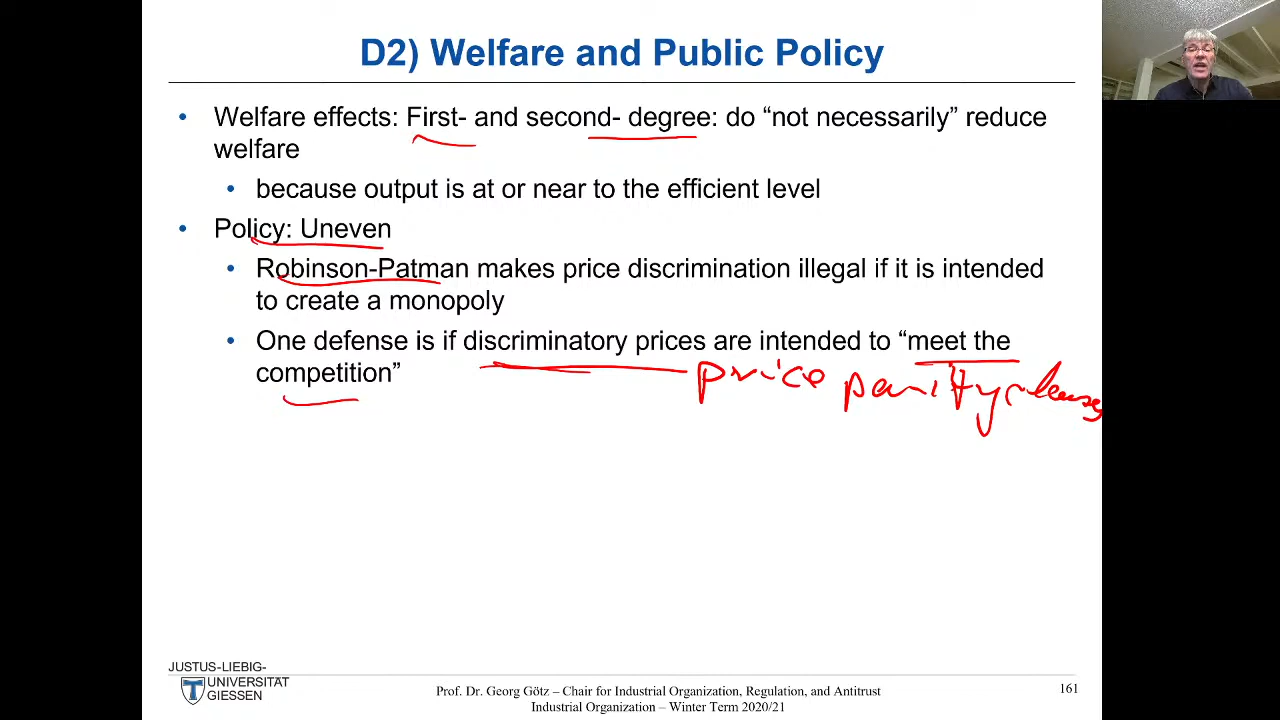 D2) Welfare and Public Policy
• Welfare effects: First- and second- degree: do “not necessarily” reduce
welfare
• because output is at or near to the efficient level
• Policy: Uneven
• Robinson-Patman makes price discrimination illegal if it is intended
to create a monopoly
• One defense is if discriminatory prices are intended to “meet the
competition”
price parity clauses
JUSTUS-LIEBIG-
UNIVERSITÄT
GIESSEN
Prof. Dr. Georg Götz – Chair for Industrial Organization, Regulation, and Antitrust
Industrial Organization – Winter Term 2020/21
161